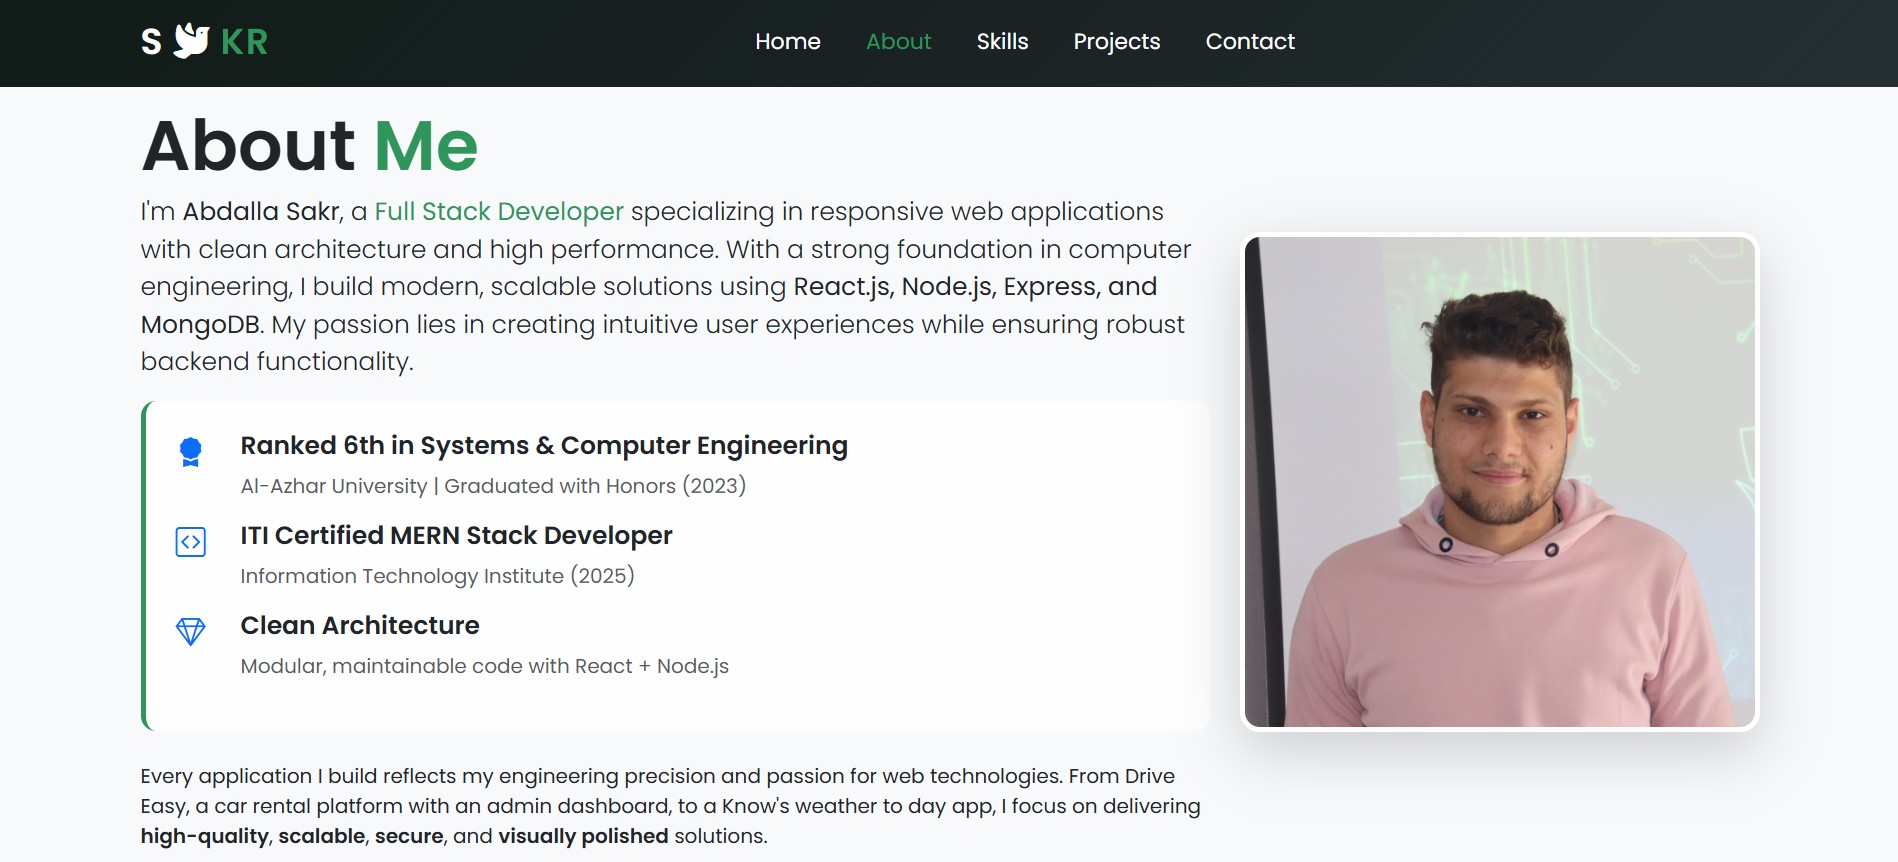 S KR
Home About Skills Projects Contact
About Me
I'm Abdalla Sakr, a Full Stack Developer specializing in responsive web applications
with clean architecture and high performance. With a strong foundation in computer
engineering, I build modern, scalable solutions using React.js, Node.js, Express, and
MongoDB. My passion lies in creating intuitive user experiences while ensuring robust
backend functionality.
Ranked 6th in Systems & Computer Engineering
Al-Azhar University | Graduated with Honors (2023)
ITI Certified MERN Stack Developer
Information Technology Institute (2025)
Clean Architecture
Modular, maintainable code with React + Node.js
Every application I build reflects my engineering precision and passion for web technologies. From Drive
Easy, a car rental platform with an admin dashboard, to a Know's weather to day app, I focus on delivering
high-quality, scalable, secure, and visually polished solutions.